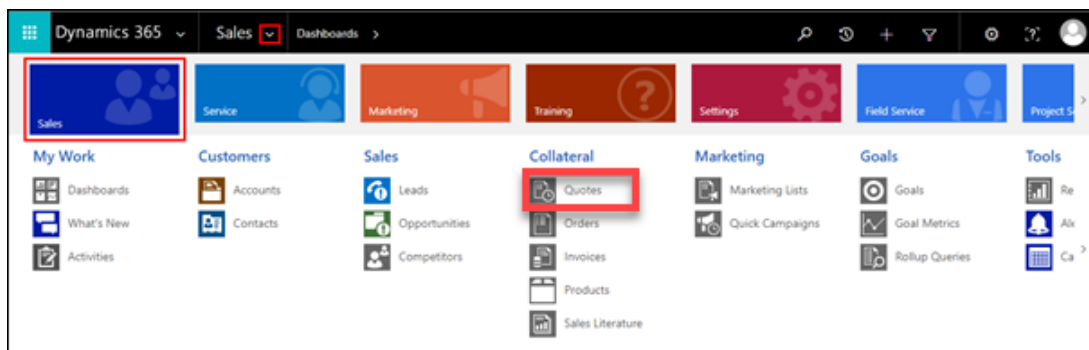 Dynamics 365 Sales Dashboards
Sales Service Marketing Training Settings Field Service Project S
My Work Customers Sales Collateral Marketing Goals Tools
Dashboards Accounts Leads Quotes Marketing Lists Goals Re
What's New Contacts Opportunities Orders Quick Campaigns Goal Metrics
Activities Competitors Invoices Rollup Queries Ca
Products
Sales Literature